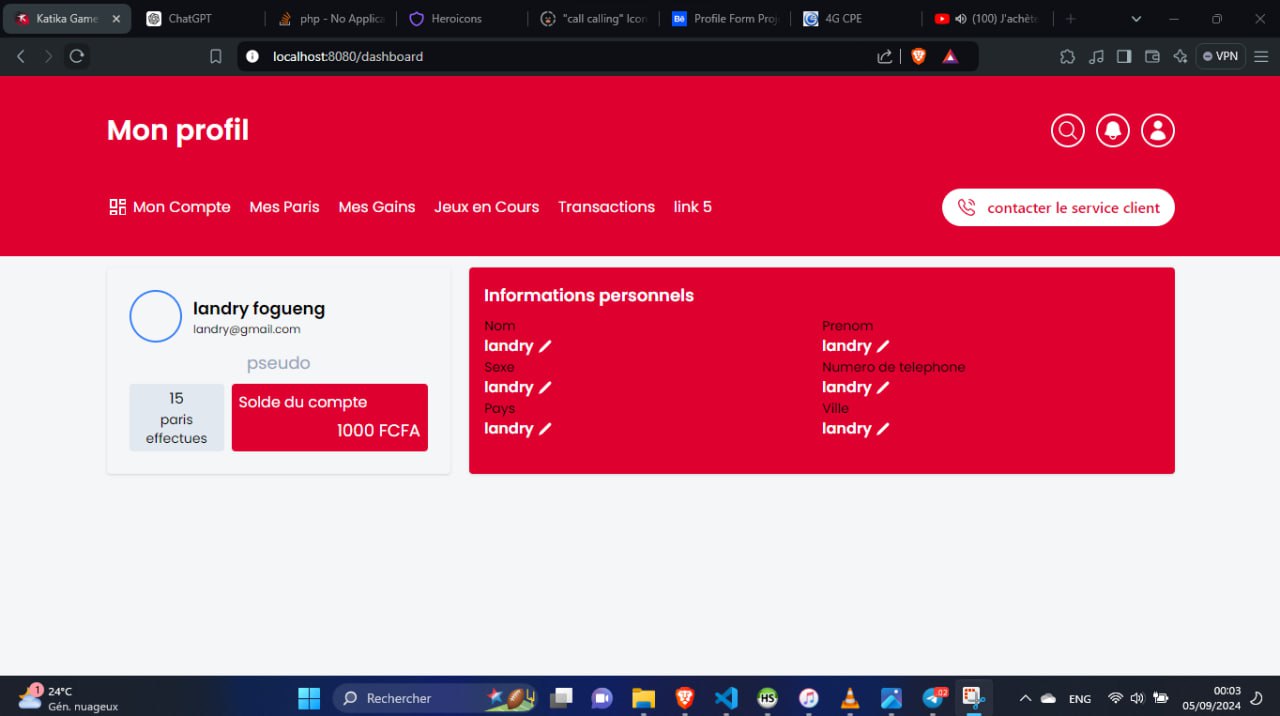 Katika Game
ChatGPT
php - No Applica
Heroicons
"call calling" Icon
Profile Form Proj
4G CPE
(100) J'achète
localhost:8080/dashboard
VPN
Mon profil
Mon Compte Mes Paris Mes Gains Jeux en Cours Transactions link 5
contacter le service client
landry fogueng
landry@gmail.com
pseudo
15
paris
effectues
Solde du compte
1000 FCFA
Informations personnels
Nom Prenom
landry landry
Sexe Numero de telephone
landry landry
Pays Ville
landry landry
1
24°C
Gén. nuageux
Rechercher
HS
02
ENG
00:03
05/09/2024